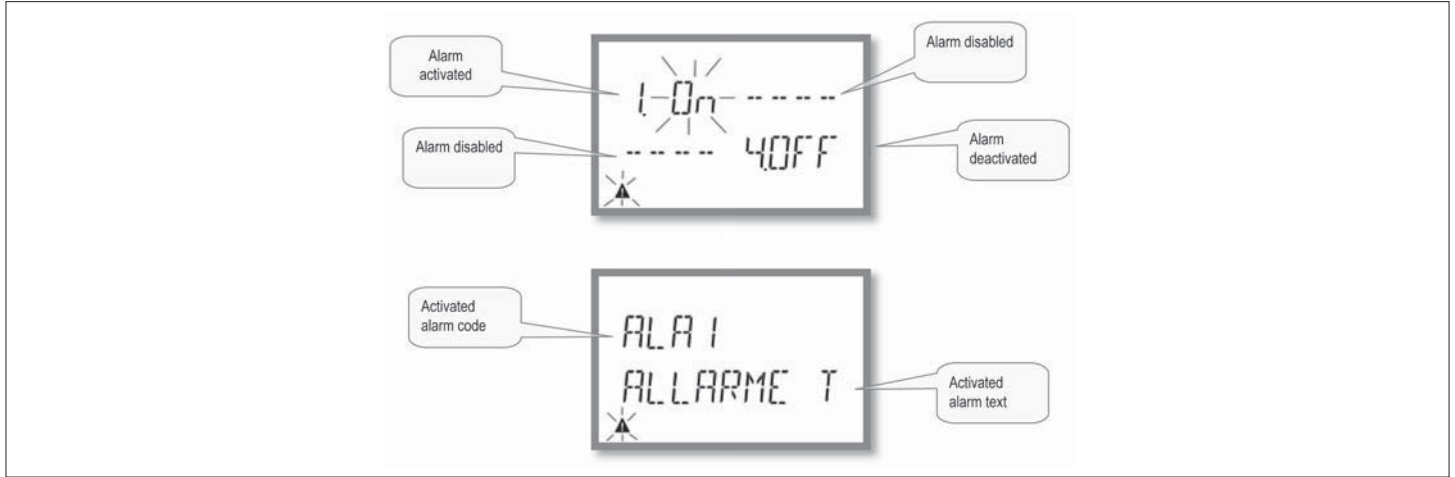 Alarm
activated
Alarm disabled
1. On ----
Alarm disabled
---- 4.OFF
Alarm
deactivated
Activated
alarm code
ALA1
ALLARME T
Activated
alarm text